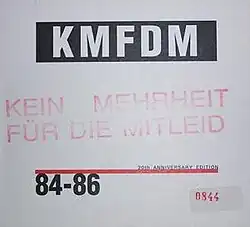 KMFDM
KEIN MEHRHEIT
FÜR DIE MITLEID
20th ANNIVERSARY EDITION
84-86
0844